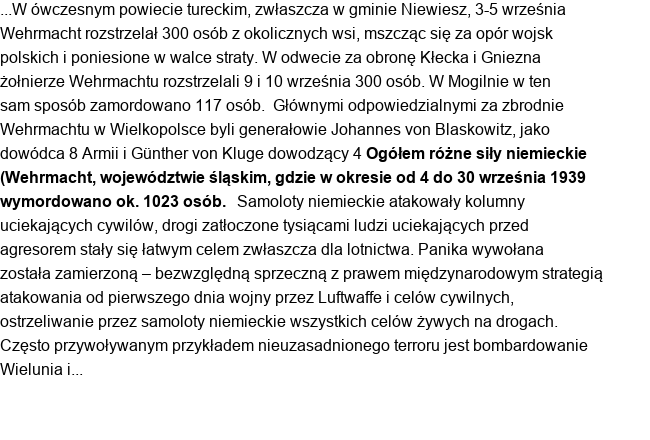 ...W ówczesnym powiecie tureckim, zwłaszcza w gminie Niewiesz, 3-5 września
Wehrmacht rozstrzelał 300 osób z okolicznych wsi, mszcząc się za opór wojsk
polskich i poniesione w walce straty. W odwecie za obronę Kłecka i Gniezna
żołnierze Wehrmachtu rozstrzelali 9 i 10 września 300 osób. W Mogilnie w ten
sam sposób zamordowano 117 osób.  Głównymi odpowiedzialnymi za zbrodnie
Wehrmachtu w Wielkopolsce byli generałowie Johannes von Blaskowitz, jako
dowódca 8 Armii i Günther von Kluge dowodzący 4 Ogółem różne siły niemieckie
(Wehrmacht, województwie śląskim, gdzie w okresie od 4 do 30 września 1939
wymordowano ok. 1023 osób.   Samoloty niemieckie atakowały kolumny
uciekających cywilów, drogi zatłoczone tysiącami ludzi uciekających przed
agresorem stały się łatwym celem zwłaszcza dla lotnictwa. Panika wywołana
została zamierzoną – bezwzględną sprzeczną z prawem międzynarodowym strategią
atakowania od pierwszego dnia wojny przez Luftwaffe i celów cywilnych,
ostrzeliwanie przez samoloty niemieckie wszystkich celów żywych na drogach.
Często przywoływanym przykładem nieuzasadnionego terroru jest bombardowanie
Wielunia i...